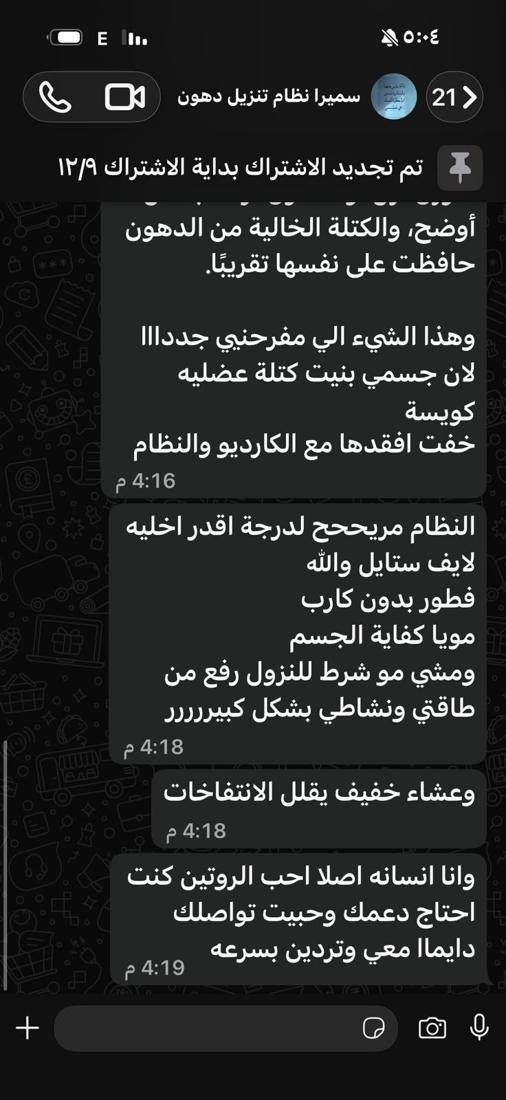 ٥:٠٤
E
21
سميرا نظام تنزيل دهون
تم تجديد الاشتراك بداية الاشتراك ١٢/٩
أوضح، والكتلة الخالية من الدهون
حافظت على نفسها تقريبًا.
وهذا الشيء الي مفرحنيي جددااا
لان جسمي بنيت كتلة عضليه
كويسة
خفت افقدها مع الكارديو والنظام
4:16 م
النظام مريححح لدرجة اقدر اخليه
لايف ستايل والله
فطور بدون كارب
مويا كفاية الجسم
ومشي مو شرط للنزول رفع من
طاقتي ونشاطي بشكل كبيرررر
4:18 م
وعشاء خفيف يقلل الانتفاخات
4:18 م
وانا انسانه اصلا احب الروتين كنت
احتاج دعمك وحبيت تواصلك
دايماا معي وتردين بسرعه
4:19 م